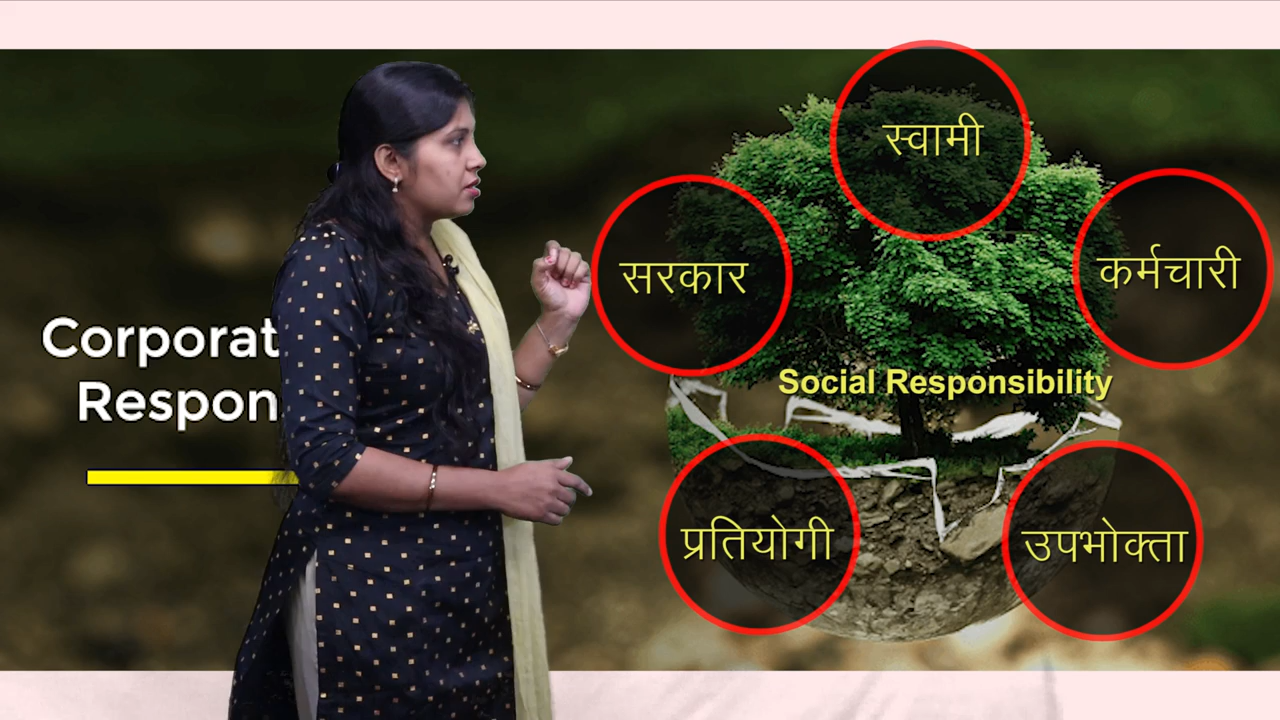 Corporat
Respon
स्वामी
सरकार
कर्मचारी
Social Responsibility
प्रतियोगी
उपभोक्ता